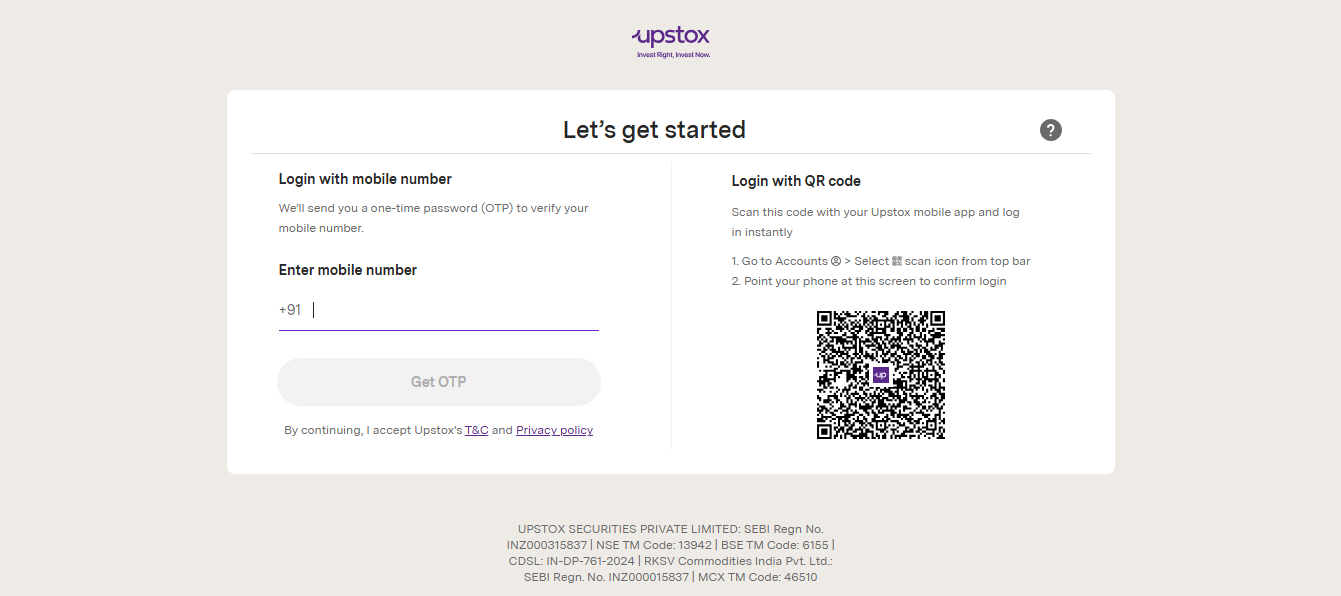 upstox
Invest Right, Invest Now.
Let's get started
?
Login with mobile number
We'll send you a one-time password (OTP) to verify your
mobile number.
Enter mobile number
+91
Get OTP
By continuing, I accept Upstox's T&C and Privacy policy
Login with QR code
Scan this code with your Upstox mobile app and log
in instantly
1. Go to Accounts > Select scan icon from top bar
2. Point your phone at this screen to confirm login
up
UPSTOX SECURITIES PRIVATE LIMITED: SEBI Regn No.
INZ000315837 | NSE TM Code: 13942 | BSE TM Code: 6155 |
CDSL: IN-DP-761-2024 | RKSV Commodities India Pvt. Ltd.:
SEBI Regn. No. INZ000015837 | MCX TM Code: 46510